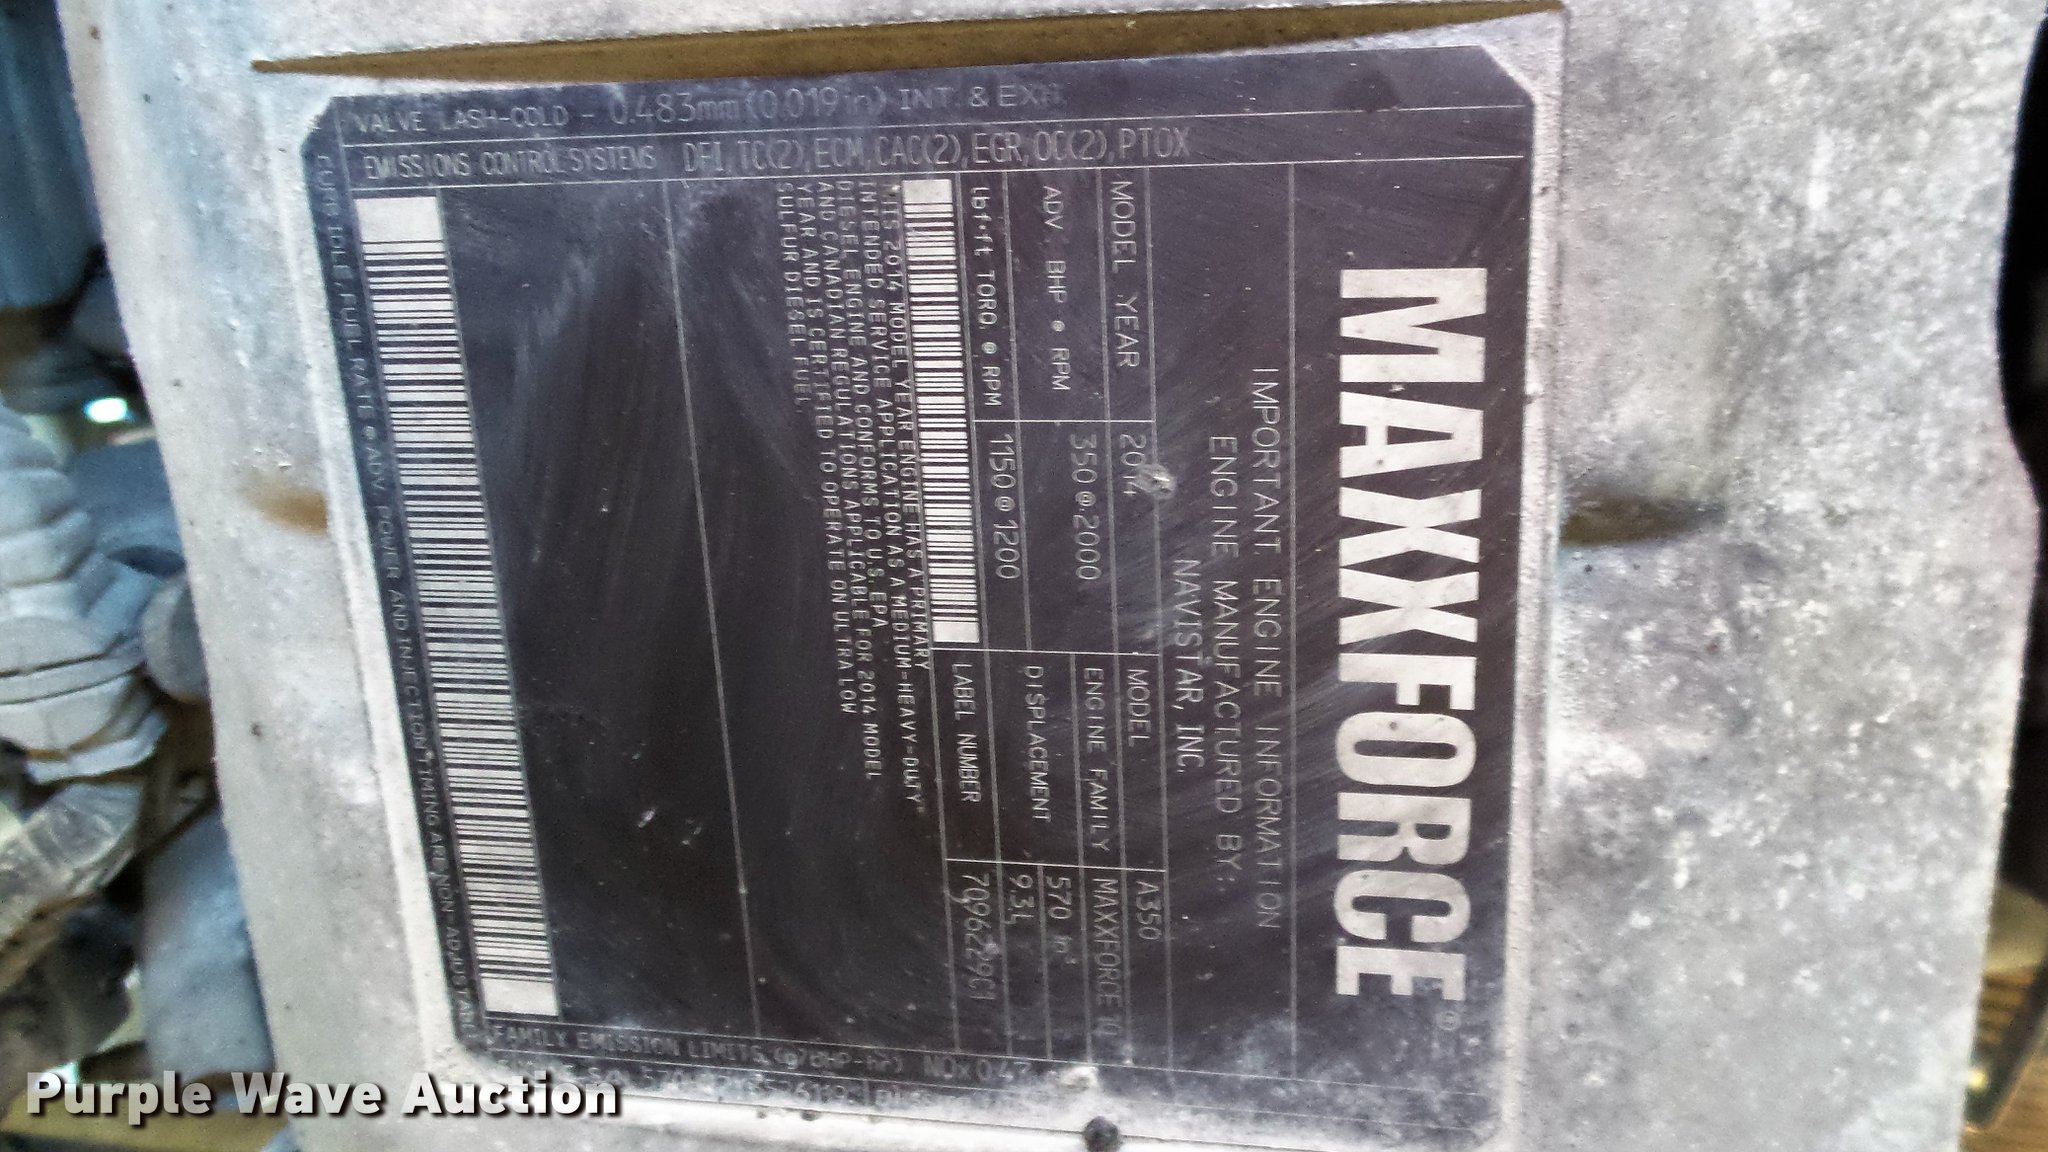 MAXXFORCE®
IMPORTANT ENGINE INFORMATION
ENGINE MANUFACTURED BY:
NAVISTAR, INC.
MODEL YEAR 2014 MODEL A350
ADV. BHP @ RPM 350@2000 ENGINE FAMILY MAXXFORCE 10
lbf·ft TORQ. @ RPM 1150@1200 DISPLACEMENT 570 in³
9.3L
LABEL NUMBER 7096229C1
THIS 2014 MODEL YEAR ENGINE HAS A PRIMARY
INTENDED SERVICE APPLICATION AS A MEDIUM-HEAVY-DUTY
DIESEL ENGINE AND CONFORMS TO U.S. EPA
AND CANADIAN REGULATIONS APPLICABLE FOR 2014 MODEL
YEAR AND IS CERTIFIED TO OPERATE ON ULTRA LOW
SULFUR DIESEL FUEL.
VALVE LASH-COLD - 0.483mm(0.019in) INT. & EXH.
EMISSIONS CONTROL SYSTEMS DFI,TC(2),ECM,CAC(2),EGR,OC(2),PTOX
CURB IDLE, FUEL RATE @ ADV. POWER AND INJECTION TIMING ARE NON-ADJUSTABLE
FAMILY EMISSION LIMITS (g/BHP-hr) NOx
Purple Wave Auction